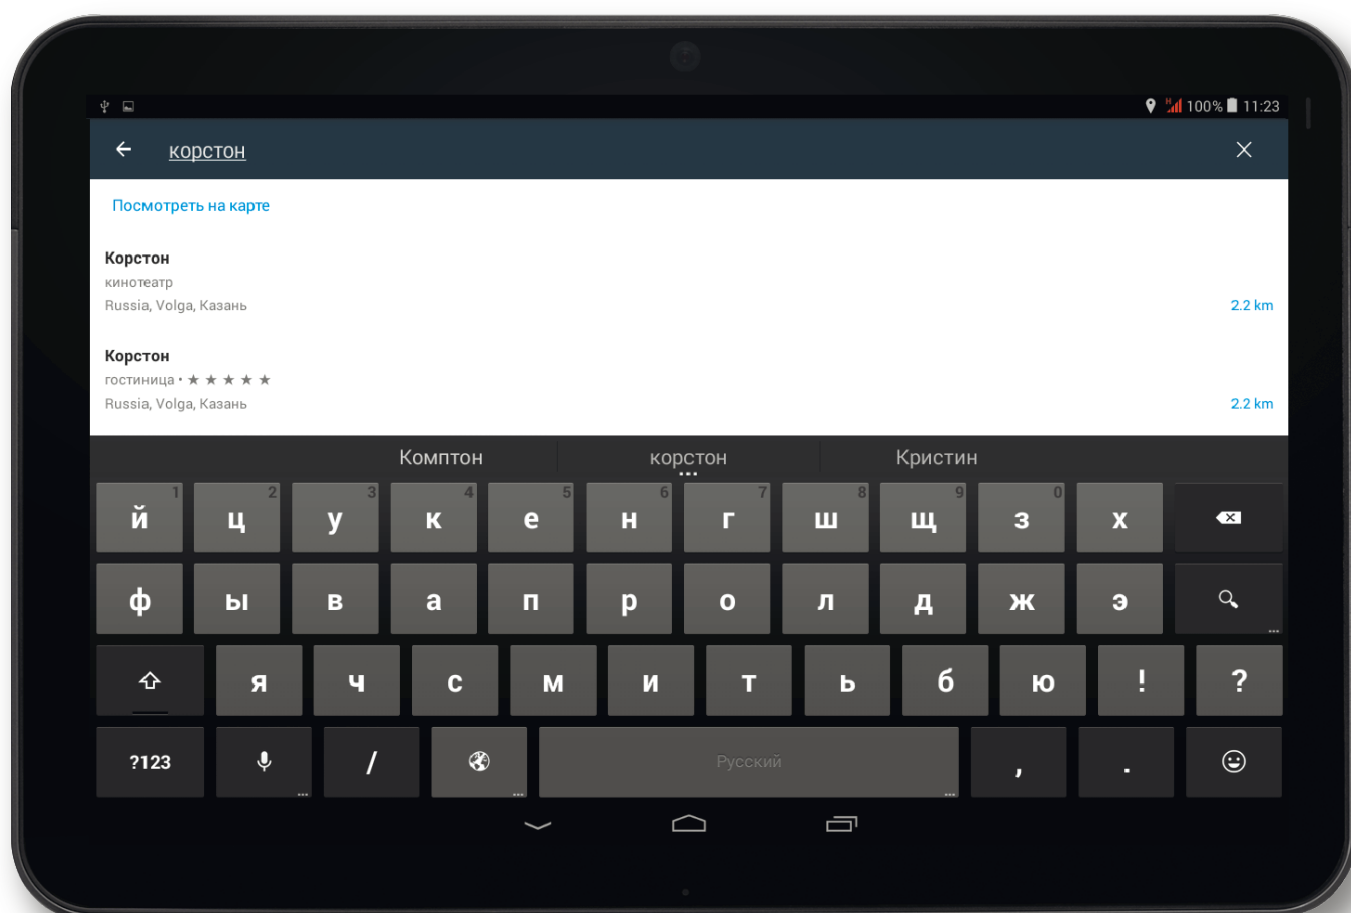 H 100% 11:23
корстон
Посмотреть на карте
Корстон
кинотеатр
Russia, Volga, Казань
2.2 km
Корстон
гостиница • ★ ★ ★ ★ ★
Russia, Volga, Казань
2.2 km
Комптон корстон Кристин
1 2 3 4 5 6 7 8 9 0
й ц у к е н г ш щ з х
ф ы в а п р о л д ж э
я ч с м и т ь б ю ! ?
?123 / Русский , .